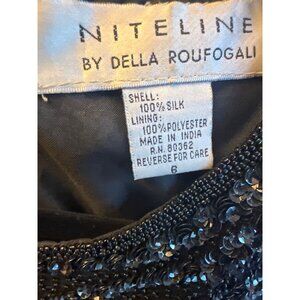 NITELINE
BY DELLA ROUFOGALI
SHELL:
100% SILK
LINING:
100% POLYESTER
MADE IN INDIA
R.N. 80362
REVERSE FOR CARE
6